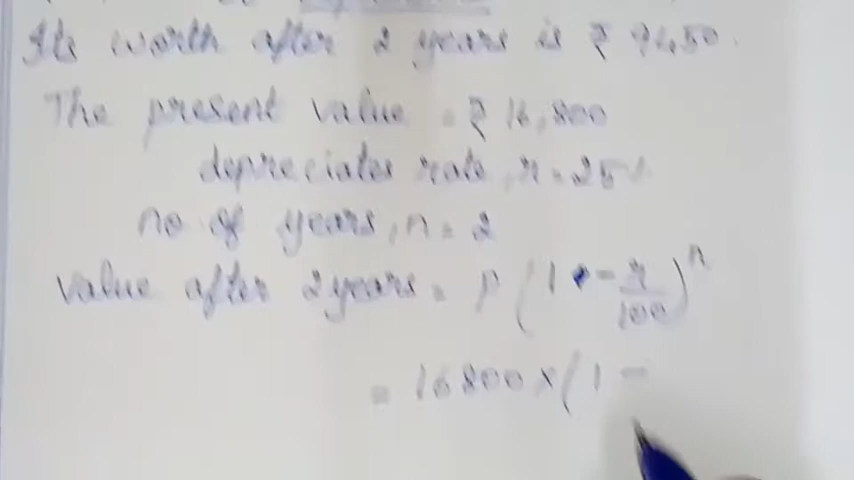 Its worth after 2 years is ₹ 9450.
The present value = ₹ 16,800
depreciates rate, r = 25%
no of years, n = 2
value after 2 years = P (1 - r/100)^n
= 16800 × (1 -